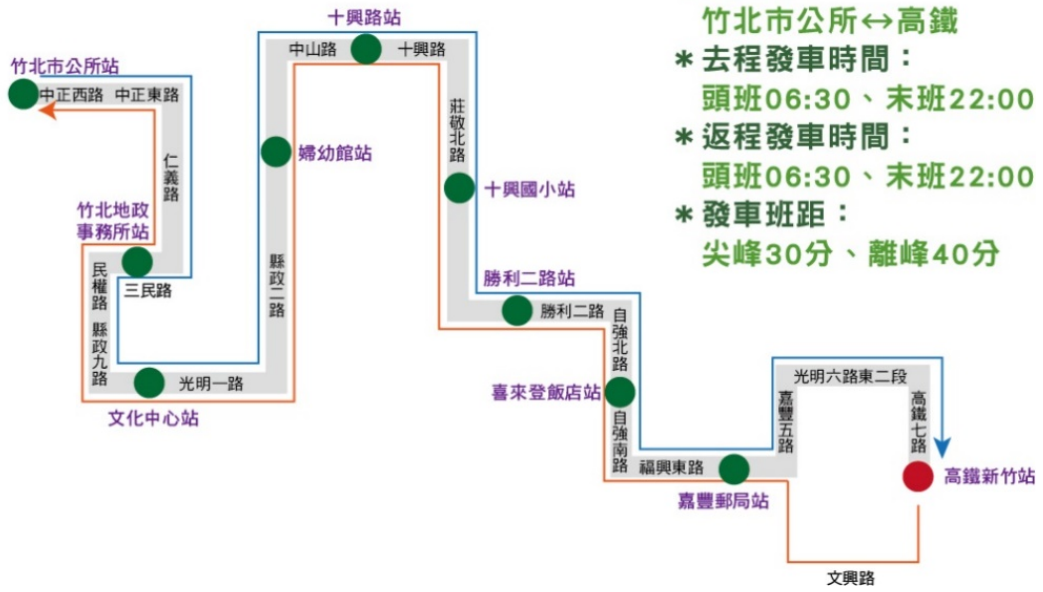 竹北市公所↔高鐵
＊去程發車時間：
頭班06:30、末班22:00
＊返程發車時間：
頭班06:30、末班22:00
＊發車班距：
尖峰30分、離峰40分
竹北市公所站
中正西路 中正東路
仁義路
竹北地政
事務所站
三民路
民權路
縣政九路
光明一路
文化中心站
縣政二路
婦幼館站
十興路站
中山路
十興路
莊敬北路
十興國小站
勝利二路站
勝利二路
自強北路
喜來登飯店站
自強南路
福興東路
嘉豐郵局站
嘉豐五路
光明六路東二段
高鐵七路
高鐵新竹站
文興路